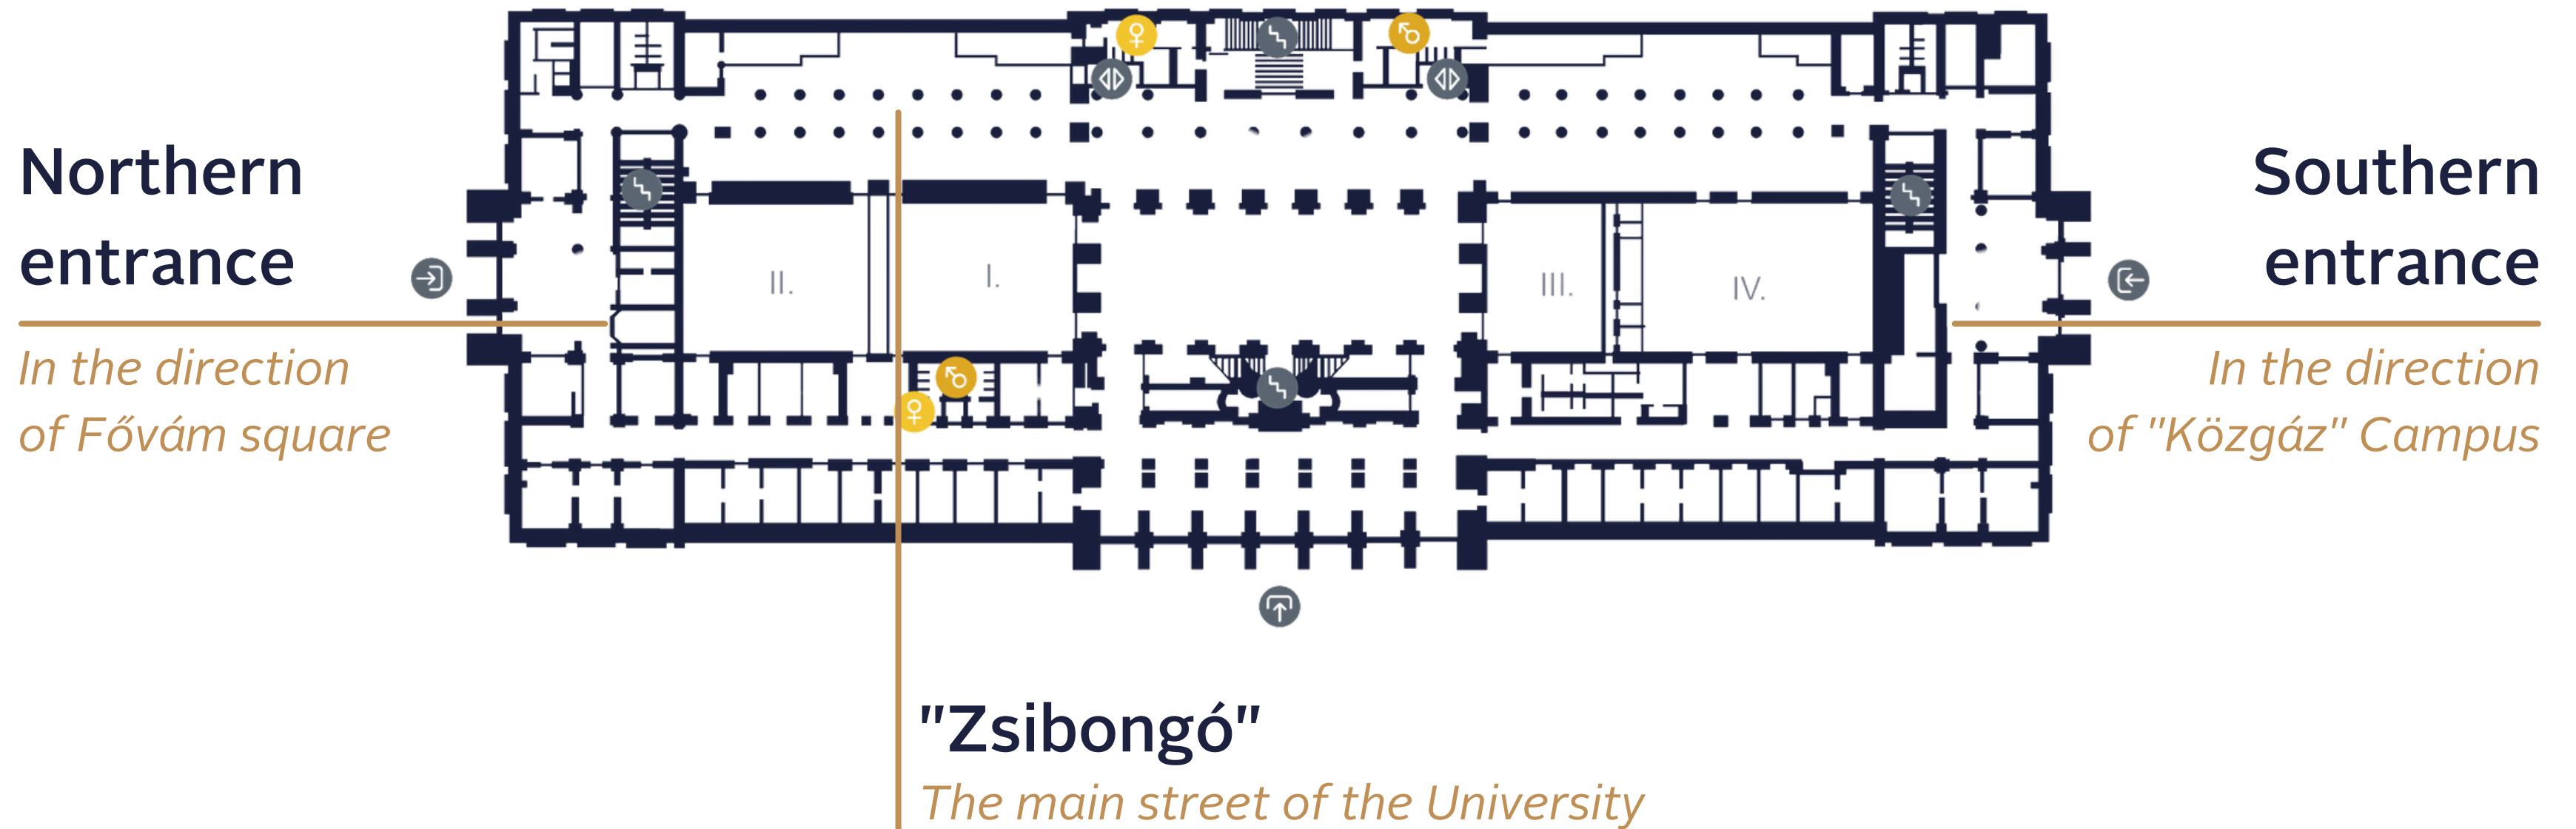 Northern
entrance
In the direction
of Fővám square
II.
I.
III.
IV.
Southern
entrance
In the direction
of "Közgáz" Campus
"Zsibongó"
The main street of the University